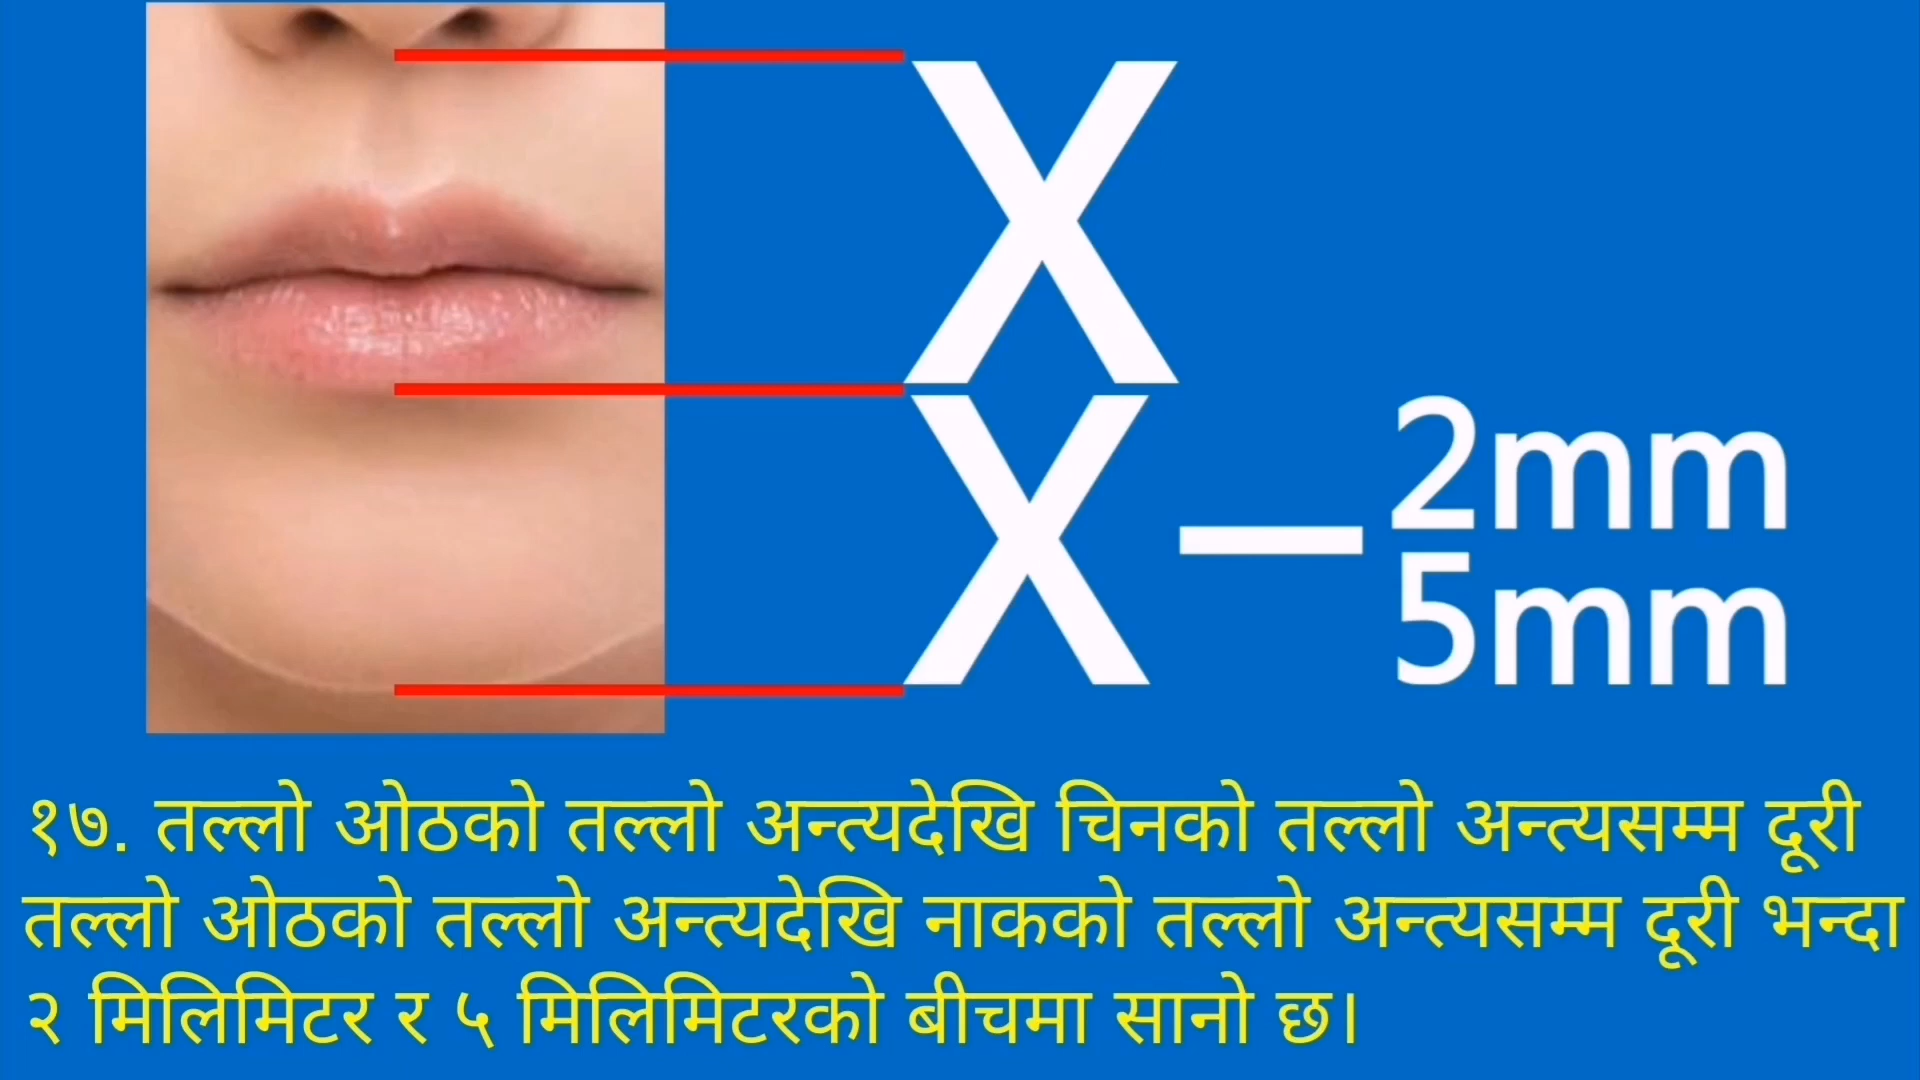 X
X – 2mm
5mm
१७. तल्लो ओठको तल्लो अन्त्यदेखि चिनको तल्लो अन्त्यसम्म दूरी
तल्लो ओठको तल्लो अन्त्यदेखि नाकको तल्लो अन्त्यसम्म दूरी भन्दा
२ मिलिमिटर र ५ मिलिमिटरको बीचमा सानो छ।